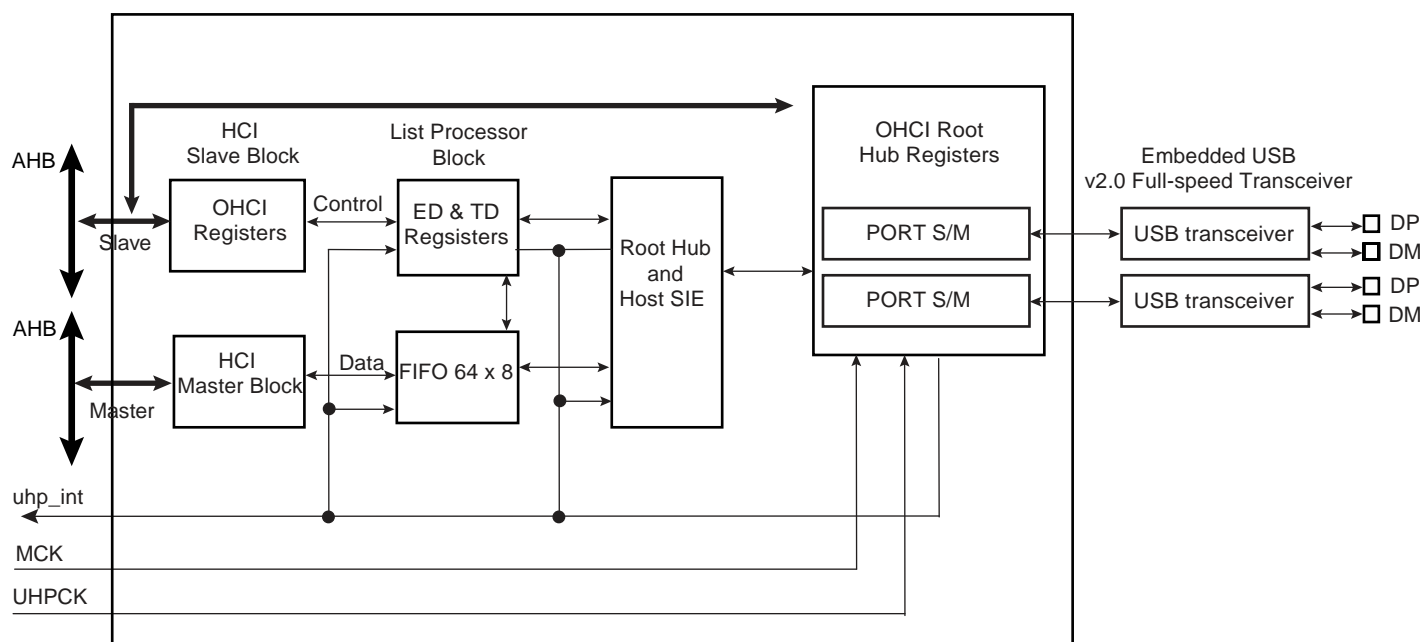 HCI
Slave Block
List Processor
Block
OHCI Root
Hub Registers
Embedded USB
v2.0 Full-speed Transceiver
AHB
Slave
OHCI
Registers
Control
ED & TD
Regsisters
Root Hub
and
Host SIE
PORT S/M
USB transceiver
DP
DM
PORT S/M
USB transceiver
DP
DM
AHB
Master
HCI
Master Block
Data
FIFO 64 x 8
uhp_int
MCK
UHPCK